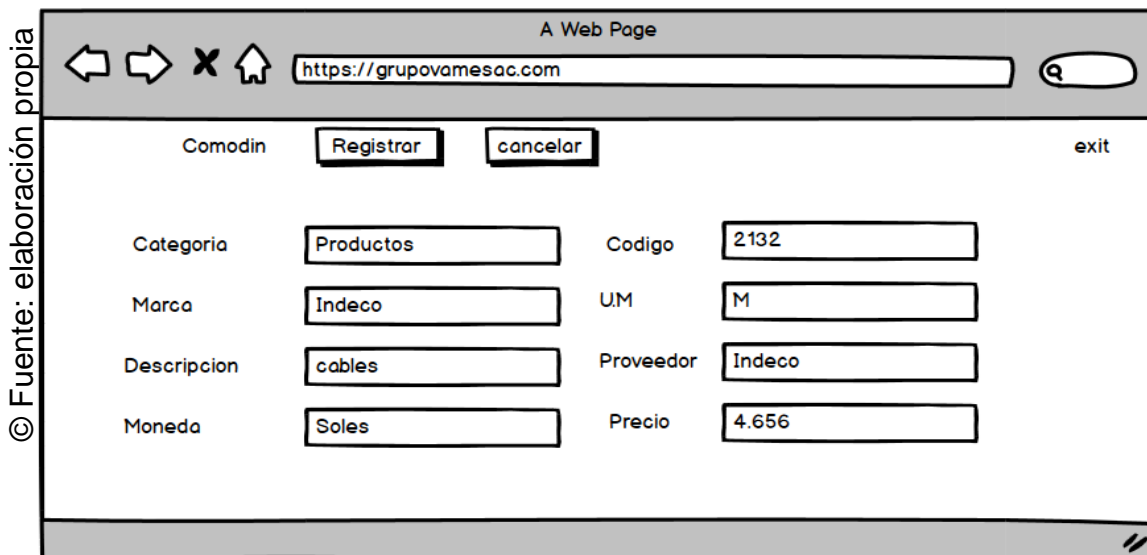 A Web Page
https://grupovamesac.com
Comodin Registrar cancelar exit
Categoria Productos Codigo 2132
Marca Indeco U.M M
Descripcion cables Proveedor Indeco
Moneda Soles Precio 4.656
© Fuente: elaboración propia